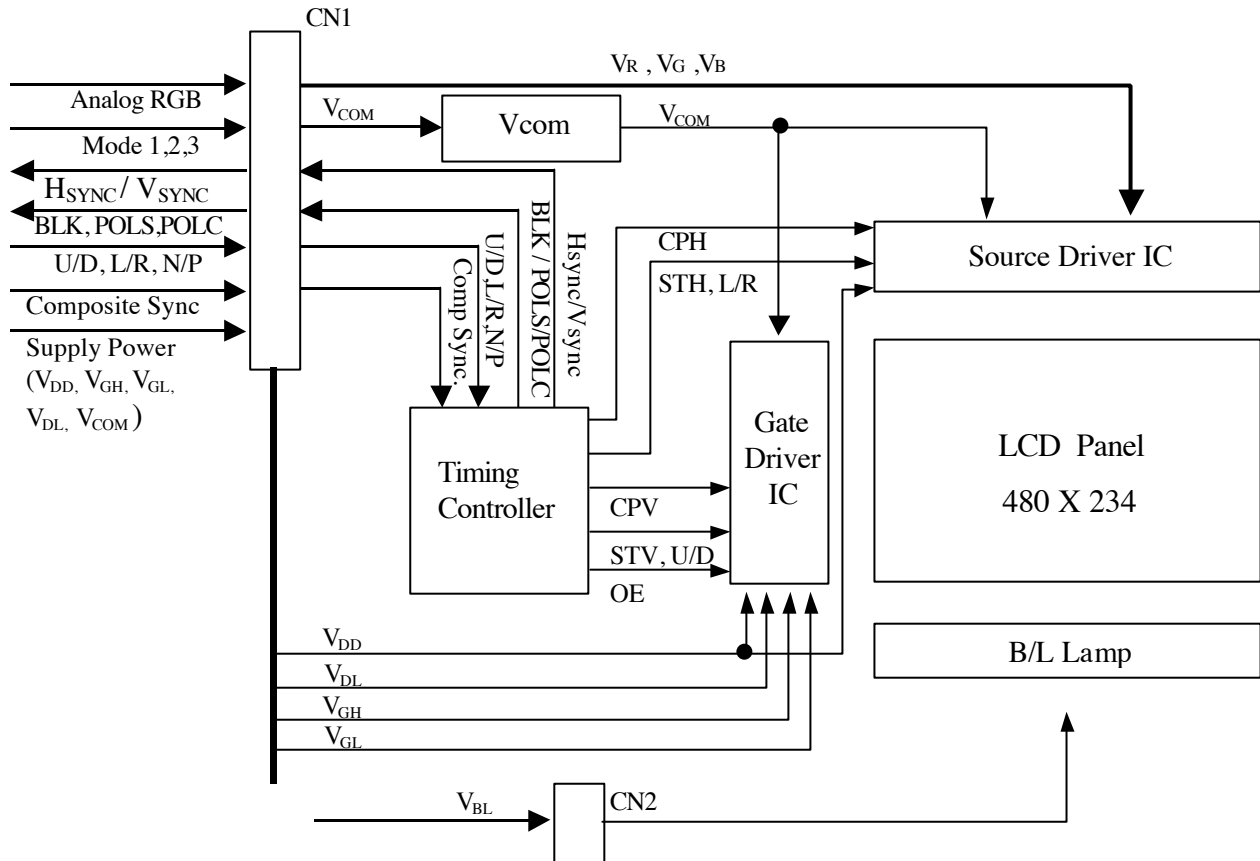 CN1
Analog RGB
Mode 1,2,3
HSYNC / VSYNC
BLK, POLS,POLC
U/D, L/R, N/P
Composite Sync
Supply Power
(VDD, VGH, VGL,
VDL, VCOM )
VR , VG ,VB
VCOM
Vcom
VCOM
Comp Sync.
U/D,L/R,N/P
BLK / POLS/POLC
Hsync/Vsync
CPH
STH, L/R
Source Driver IC
Timing
Controller
CPV
STV, U/D
OE
Gate
Driver
IC
LCD Panel
480 X 234
B/L Lamp
VDD
VDL
VGH
VGL
VBL
CN2